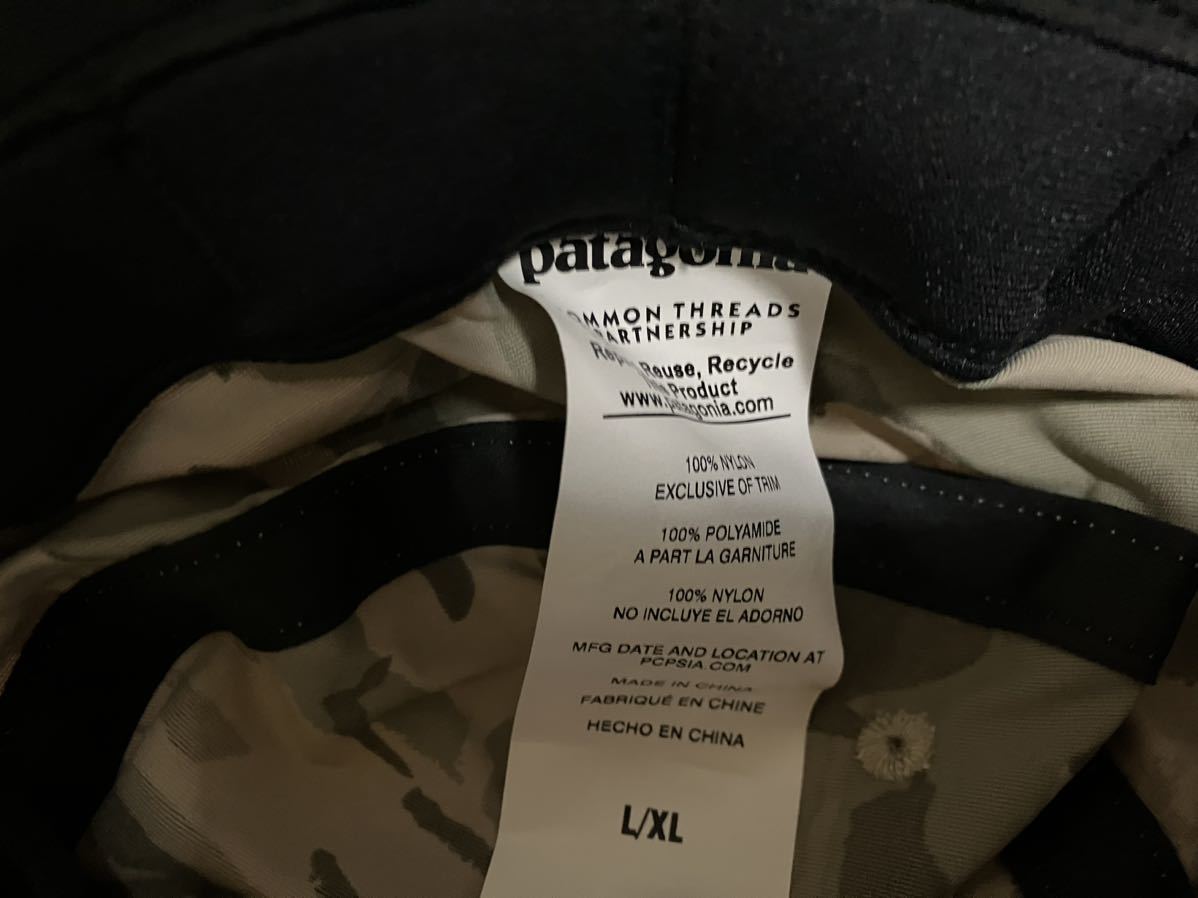 patagonia
OMMON THREADS
ARTNERSHIP
Reuse, Recycle
Product
www.patagonia.com
100% NYLON
EXCLUSIVE OF TRIM
100% POLYAMIDE
A PART LA GARNITURE
100% NYLON
NO INCLUYE EL ADORNO
MFG DATE AND LOCATION AT
PCPSIA.COM
MADE IN CHINA
FABRIQUÉ EN CHINE
HECHO EN CHINA
L/XL